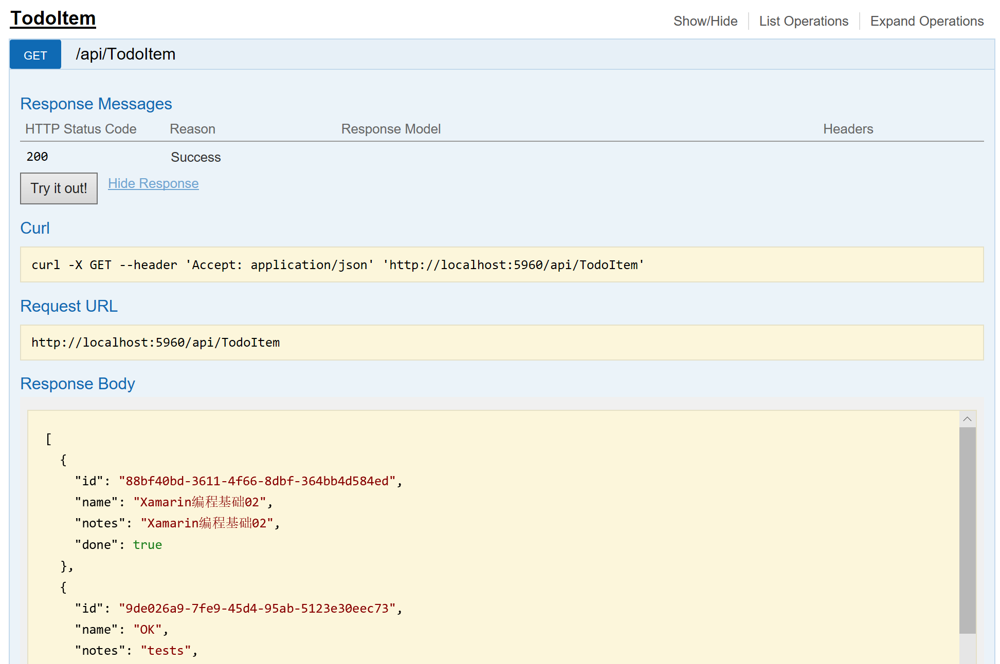 TodoItem
Show/Hide
List Operations
Expand Operations
GET /api/TodoItem
Response Messages
HTTP Status Code Reason Response Model Headers
200 Success
Try it out! Hide Response
Curl
curl -X GET --header 'Accept: application/json' 'http://localhost:5960/api/TodoItem'
Request URL
http://localhost:5960/api/TodoItem
Response Body
[
{
"id": "88bf40bd-3611-4f66-8dbf-364bb4d584ed",
"name": "Xamarin编程基础02",
"notes": "Xamarin编程基础02",
"done": true
},
{
"id": "9de026a9-7fe9-45d4-95ab-5123e30eec73",
"name": "OK",
"notes": "tests",